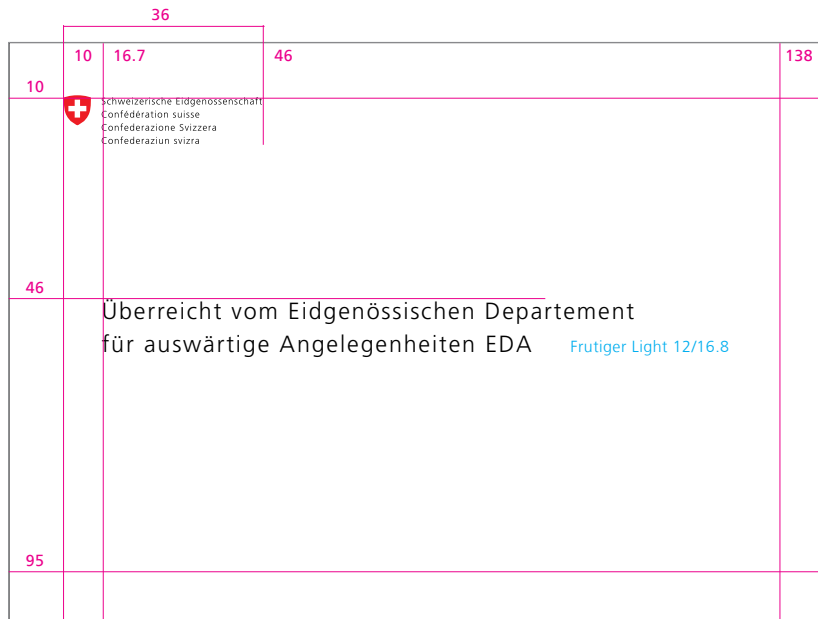 36
10 16.7 46 138
10
Schweizerische Eidgenossenschaft
Confédération suisse
Confederazione Svizzera
Confederaziun svizra
46
Überreicht vom Eidgenössischen Departement
für auswärtige Angelegenheiten EDA Frutiger Light 12/16.8
95